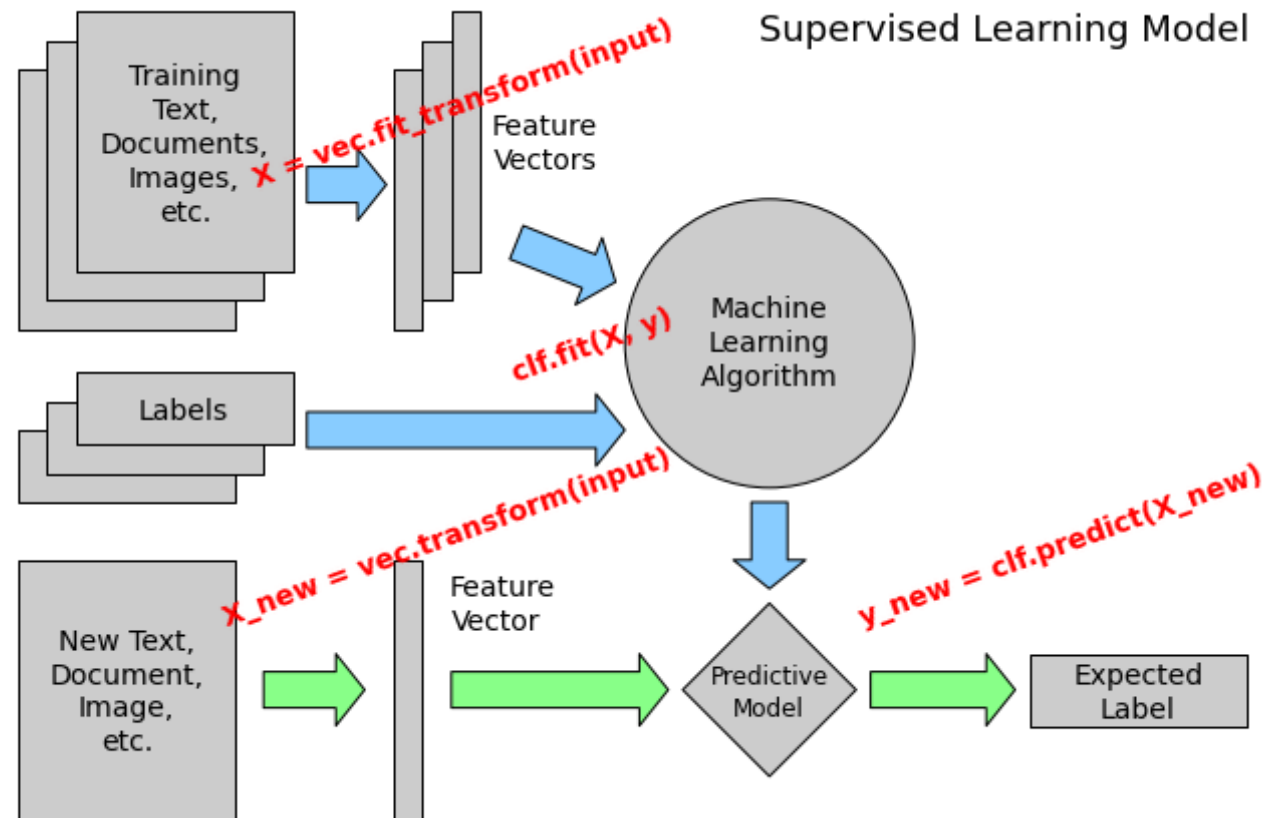 Supervised Learning Model
Training
Text,
Documents,
Images,
etc.
X = vec.fit_transform(input)
Feature
Vectors
Machine
Learning
Algorithm
clf.fit(X, y)
Labels
X_new = vec.transform(input)
y_new = clf.predict(X_new)
New Text,
Document,
Image,
etc.
Feature
Vector
Predictive
Model
Expected
Label